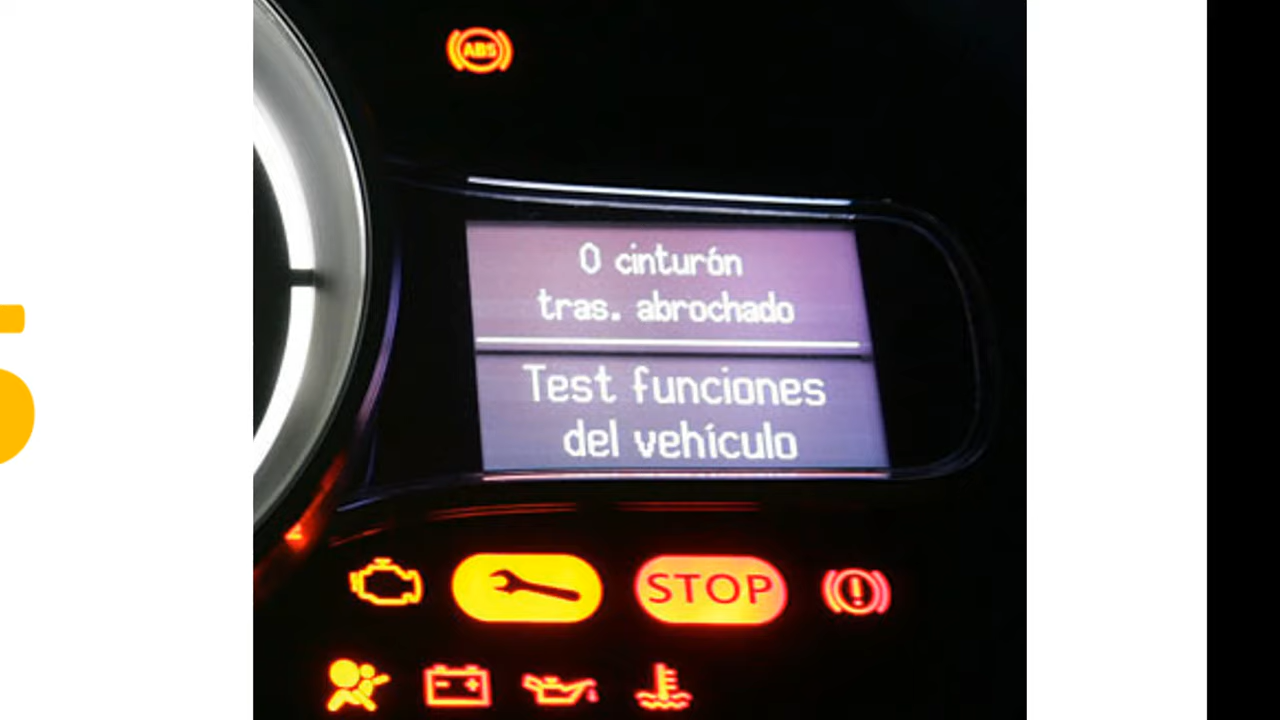 ABS
0 cinturón
tras. abrochado
Test funciones
del vehículo
STOP